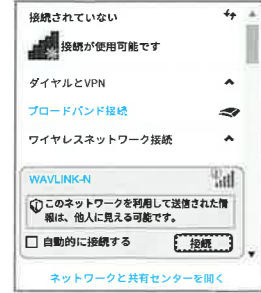 接続されていない
接続が使用可能です
ダイヤルとVPN
ブロードバンド接続
ワイヤレスネットワーク接続
WAVLINK-N
このネットワークを利用して送信された情
報は、他人に見える可能です。
自動的に接続する
接続
ネットワークと共有センターを開く